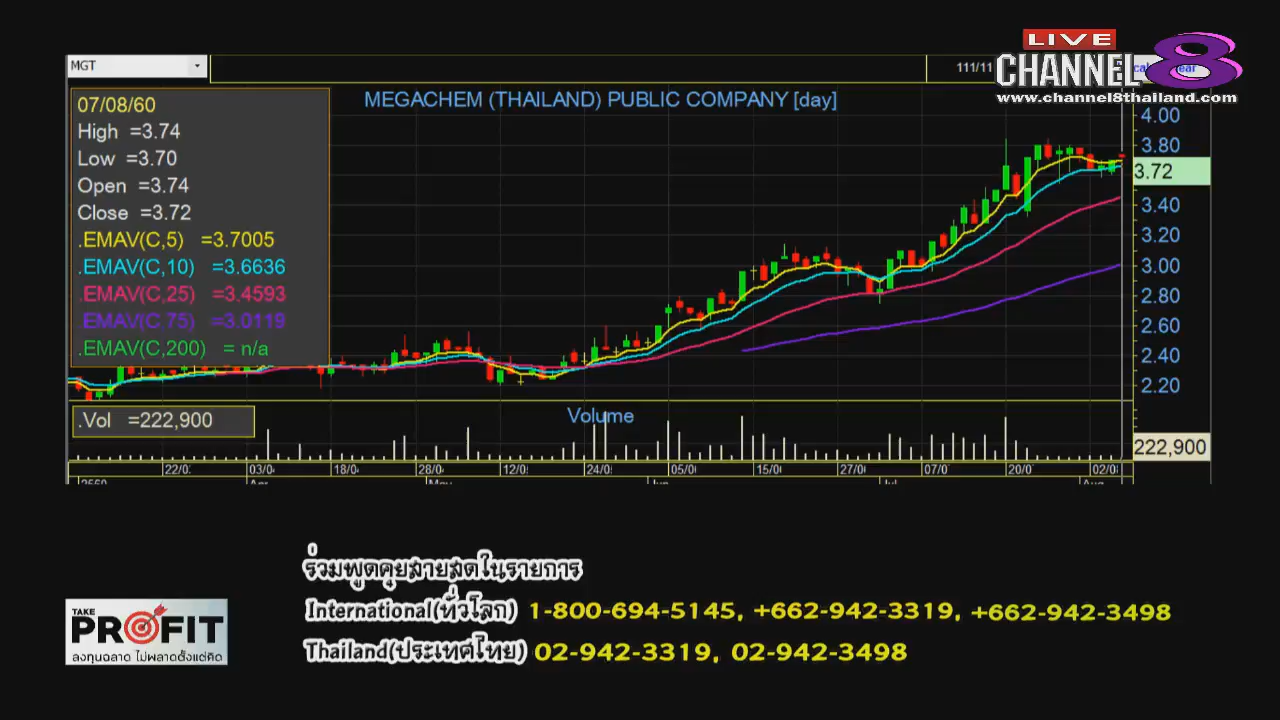 LIVE
CHANNEL 8
www.channel8thailand.com
MGT
111/11
MEGACHEM (THAILAND) PUBLIC COMPANY [day]
07/08/60
High =3.74
Low =3.70
Open =3.74
Close =3.72
.EMAV(C,5) =3.7005
.EMAV(C,10) =3.6636
.EMAV(C,25) =3.4593
.EMAV(C,75) =3.0119
.EMAV(C,200) = n/a
4.00
3.80
3.72
3.40
3.20
3.00
2.80
2.60
2.40
2.20
.Vol =222,900
Volume
222,900
22/0 03/0 18/0 28/0 12/0 24/0 05/0 15/0 27/0 07/0 20/0 02/0
2560 Apr May Jun Jul Aug
ร่วมพูดคุยสายสดในรายการ
International(ทั่วโลก) 1-800-694-5145, +662-942-3319, +662-942-3498
Thailand(ประเทศไทย) 02-942-3319, 02-942-3498
TAKE
PROFIT
ลงทุนฉลาด ไม่พลาดตั้งแต่คิด